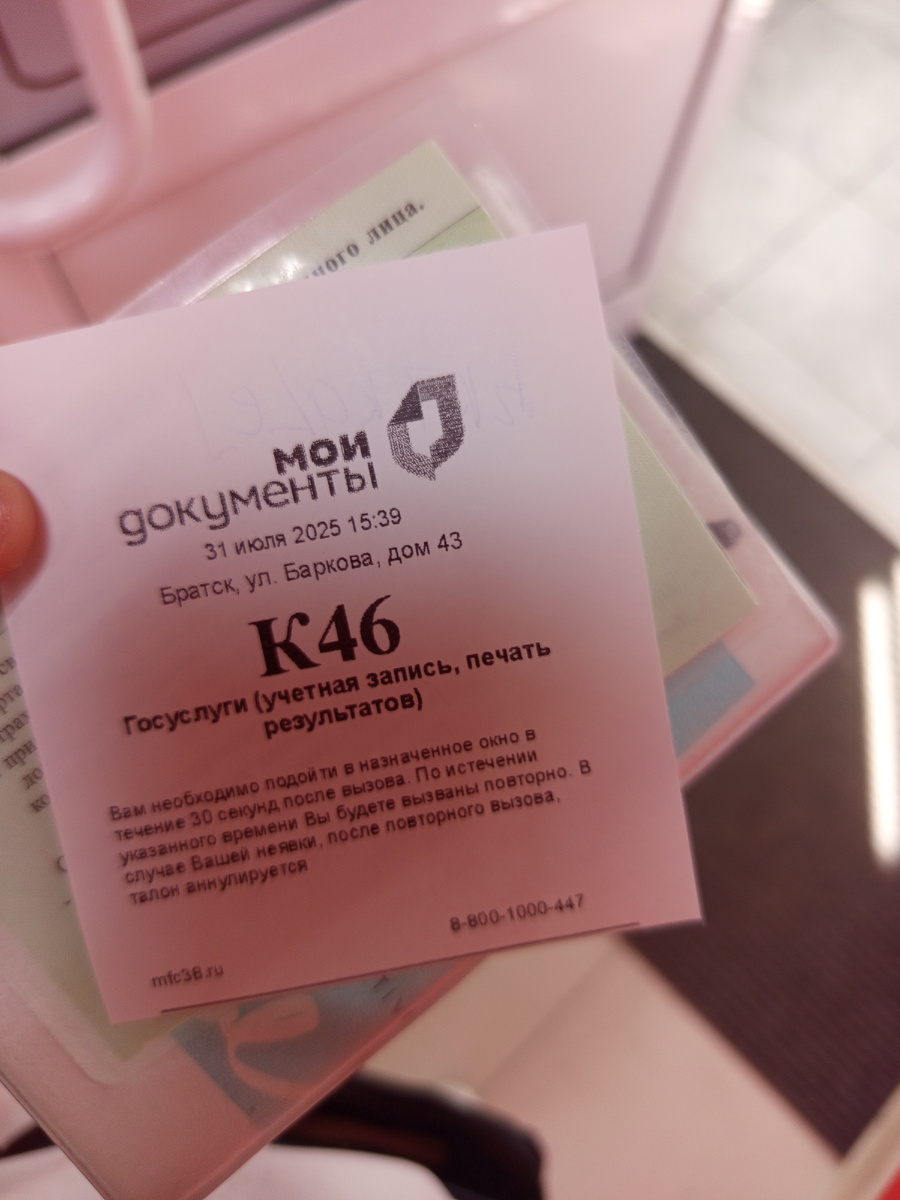 лица.
мои
документы
31 июля 2025 15:39
Братск, ул. Баркова, дом 43
К46
Госуслуги (учетная запись, печать
результатов)
Вам необходимо подойти в назначенное окно в
течение 30 секунд после вызова. По истечении
указанного времени Вы будете вызваны повторно. В
случае Вашей неявки, после повторного вызова,
талон аннулируется
8-800-1000-447
mfc38.ru